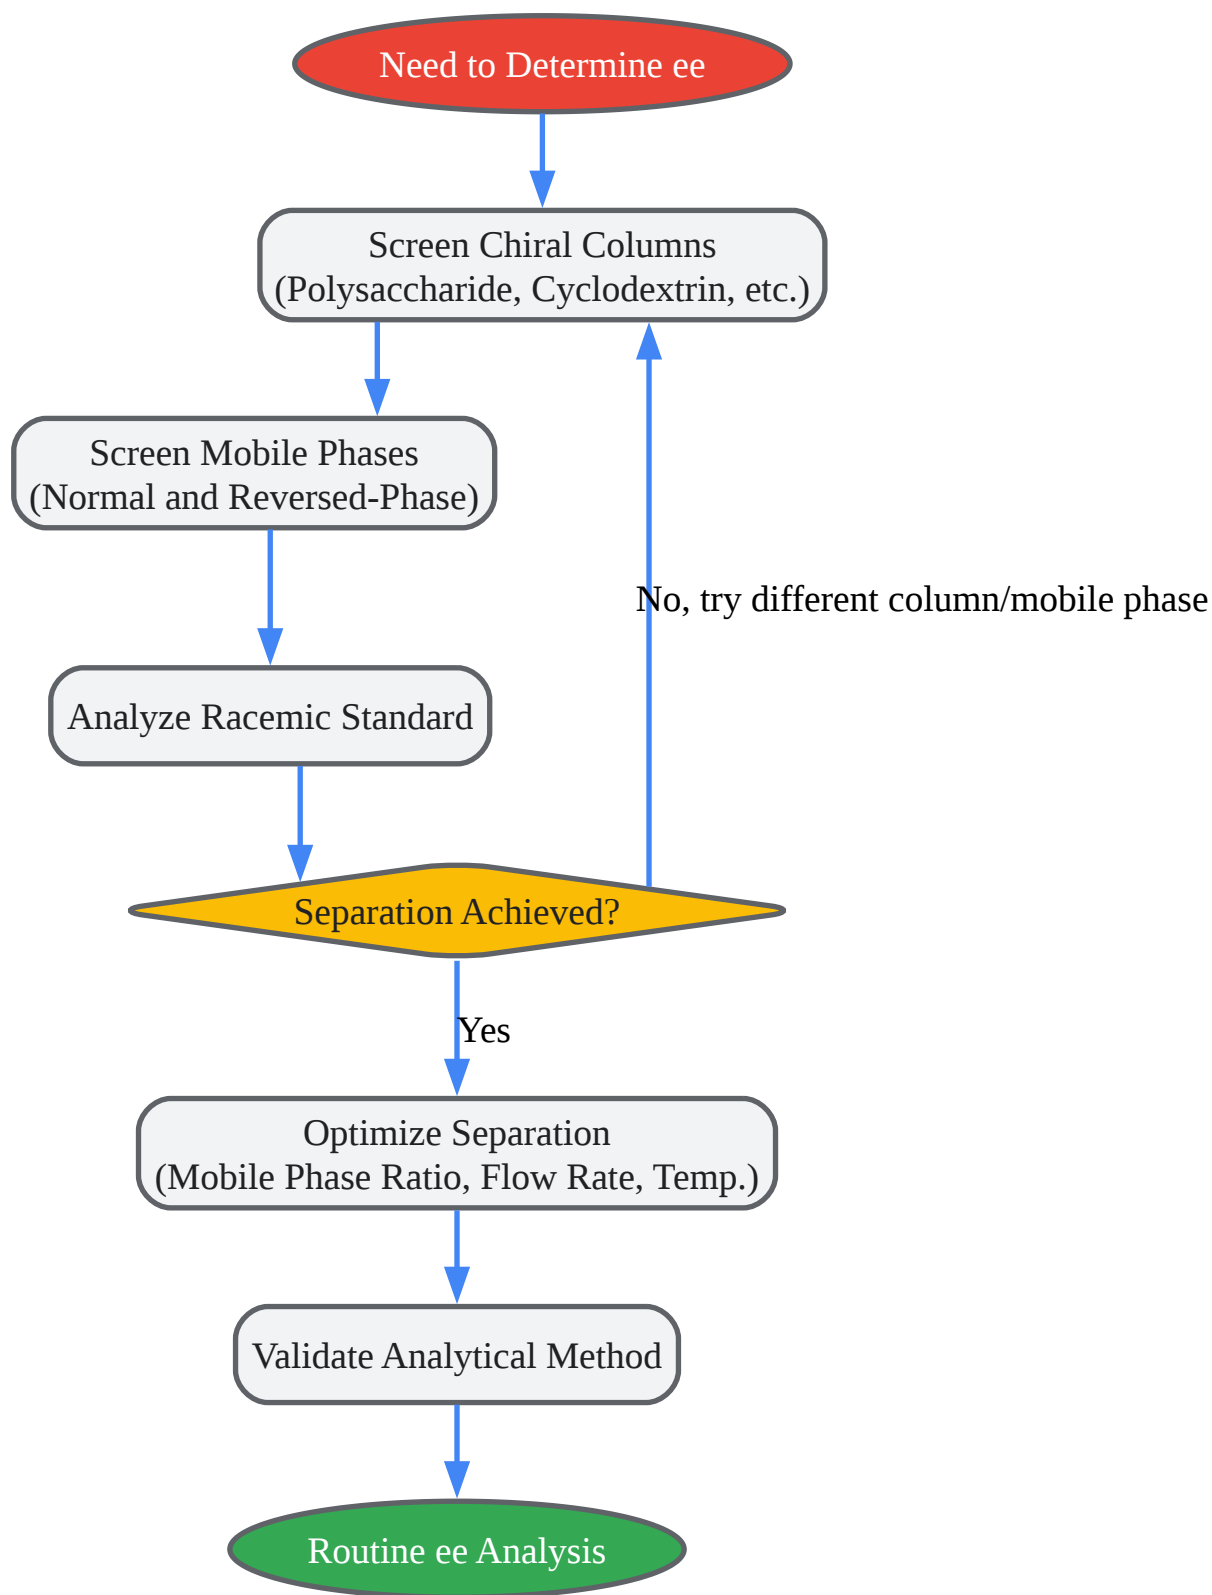 Need to Determine ee
Screen Chiral Columns
(Polysaccharide, Cyclodextrin, etc.)
Screen Mobile Phases
(Normal and Reversed-Phase)
No, try different column/mobile phase
Analyze Racemic Standard
Separation Achieved?
Yes
Optimize Separation
(Mobile Phase Ratio, Flow Rate, Temp.)
Validate Analytical Method
Routine ee Analysis